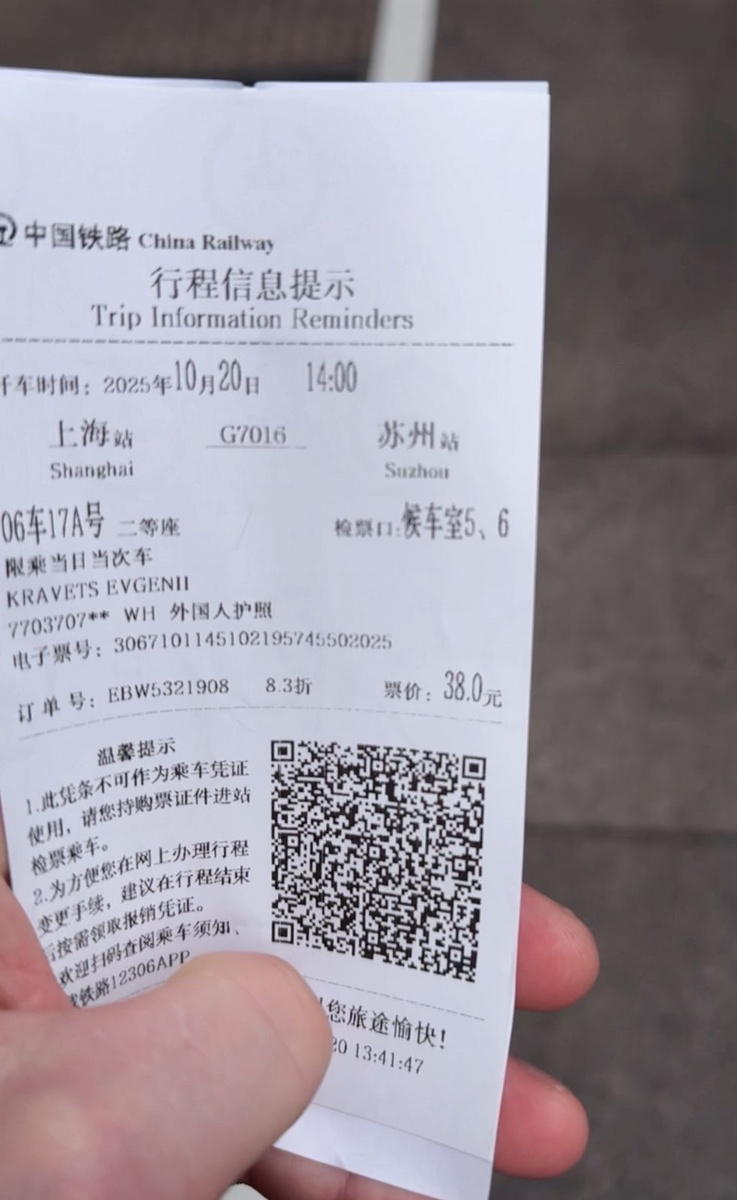 中国铁路 China Railway
行程信息提示
Trip Information Reminders
开车时间：2025年10月20日 14:00
上海站 G7016 苏州站
Shanghai Suzhou
06车17A号 二等座 检票口:候车室5、6
限乘当日当次车
KRAVETS EVGENII
7703707** WH 外国人护照
电子票号：3067101145102195745502025
订单号：EBW5321908 8.3折 票价：38.0元
温馨提示
1.此凭条不可作为乘车凭证
使用，请您持购票证件进站
检票乘车。
2.为方便您在网上办理行程
变更手续，建议在行程结束
后按需领取报销凭证。
欢迎扫码查阅乘车须知、
铁路12306APP
您旅途愉快！
20 13:41:47